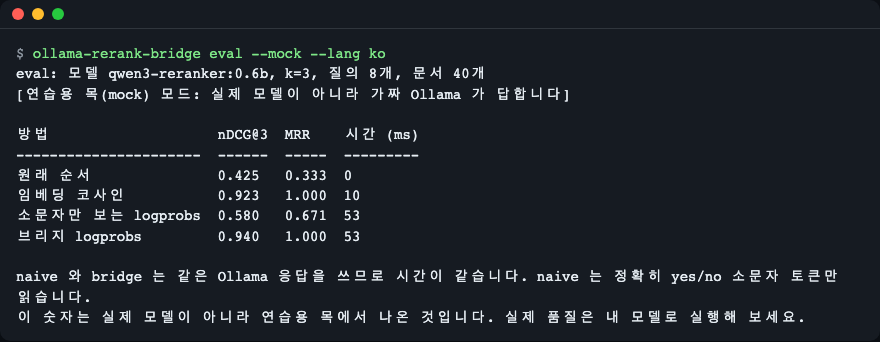 $ ollama-rerank-bridge eval --mock --lang ko
eval: 모델 qwen3-reranker:0.6b, k=3, 질의 8개, 문서 40개
[연습용 목(mock) 모드: 실제 모델이 아니라 가짜 Ollama 가 답합니다]
방법 nDCG@3 MRR 시간 (ms)
---------------------- ------ ----- ---------
원래 순서 0.425 0.333 0
임베딩 코사인 0.923 1.000 10
소문자만 보는 logprobs 0.580 0.671 53
브리지 logprobs 0.940 1.000 53
naive 와 bridge 는 같은 Ollama 응답을 쓰므로 시간이 같습니다. naive 는 정확히 yes/no 소문자 토큰만
읽습니다.
이 숫자는 실제 모델이 아니라 연습용 목에서 나온 것입니다. 실제 품질은 내 모델로 실행해 보세요.